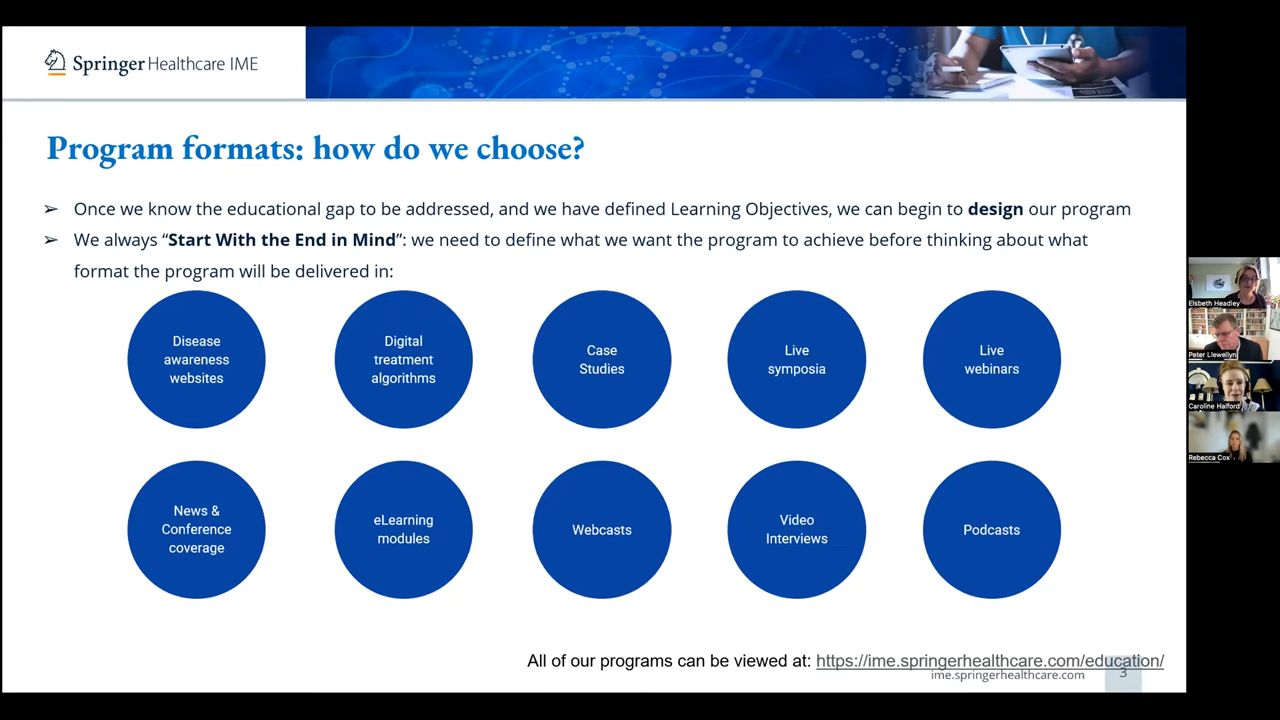 Springer Healthcare IME
Program formats: how do we choose?
➢ Once we know the educational gap to be addressed, and we have defined Learning Objectives, we can begin to design our program
➢ We always “Start With the End in Mind”: we need to define what we want the program to achieve before thinking about what
format the program will be delivered in:
Disease
awareness
websites
Digital
treatment
algorithms
Case
Studies
Live
symposia
Live
webinars
News &
Conference
coverage
eLearning
modules
Webcasts
Video
Interviews
Podcasts
All of our programs can be viewed at: https://ime.springerhealthcare.com/education/
ime.springerhealthcare.com
3
Elsbeth Headley
Peter Llewellyn
Caroline Halford
Rebecca Cox